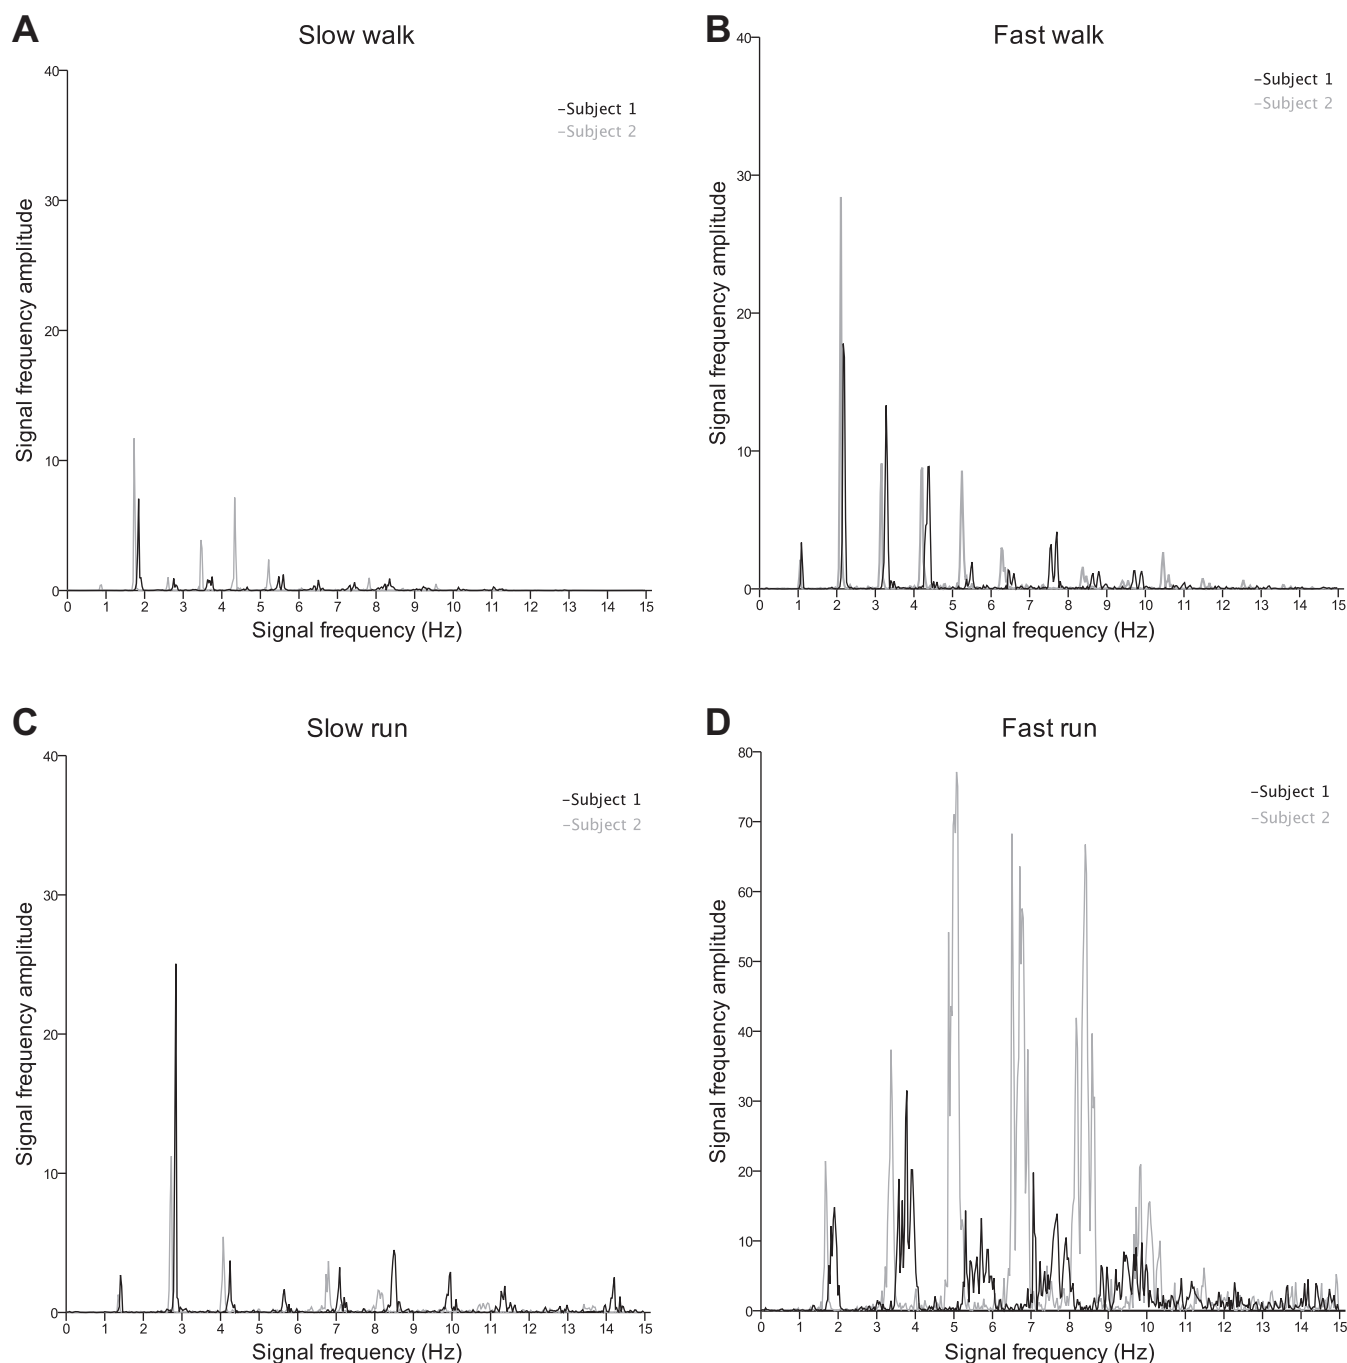 A
Slow walk
40
30
20
10
0
–Subject 1
–Subject 2
Signal frequency amplitude
0 1 2 3 4 5 6 7 8 9 10 11 12 13 14 15
Signal frequency (Hz)
B
Fast walk
40
30
20
10
0
–Subject 1
–Subject 2
Signal frequency amplitude
0 1 2 3 4 5 6 7 8 9 10 11 12 13 14 15
Signal frequency (Hz)
C
Slow run
40
30
20
10
0
–Subject 1
–Subject 2
Signal frequency amplitude
0 1 2 3 4 5 6 7 8 9 10 11 12 13 14 15
Signal frequency (Hz)
D
Fast run
80
70
60
50
40
30
20
10
0
–Subject 1
–Subject 2
Signal frequency amplitude
0 1 2 3 4 5 6 7 8 9 10 11 12 13 14 15
Signal frequency (Hz)